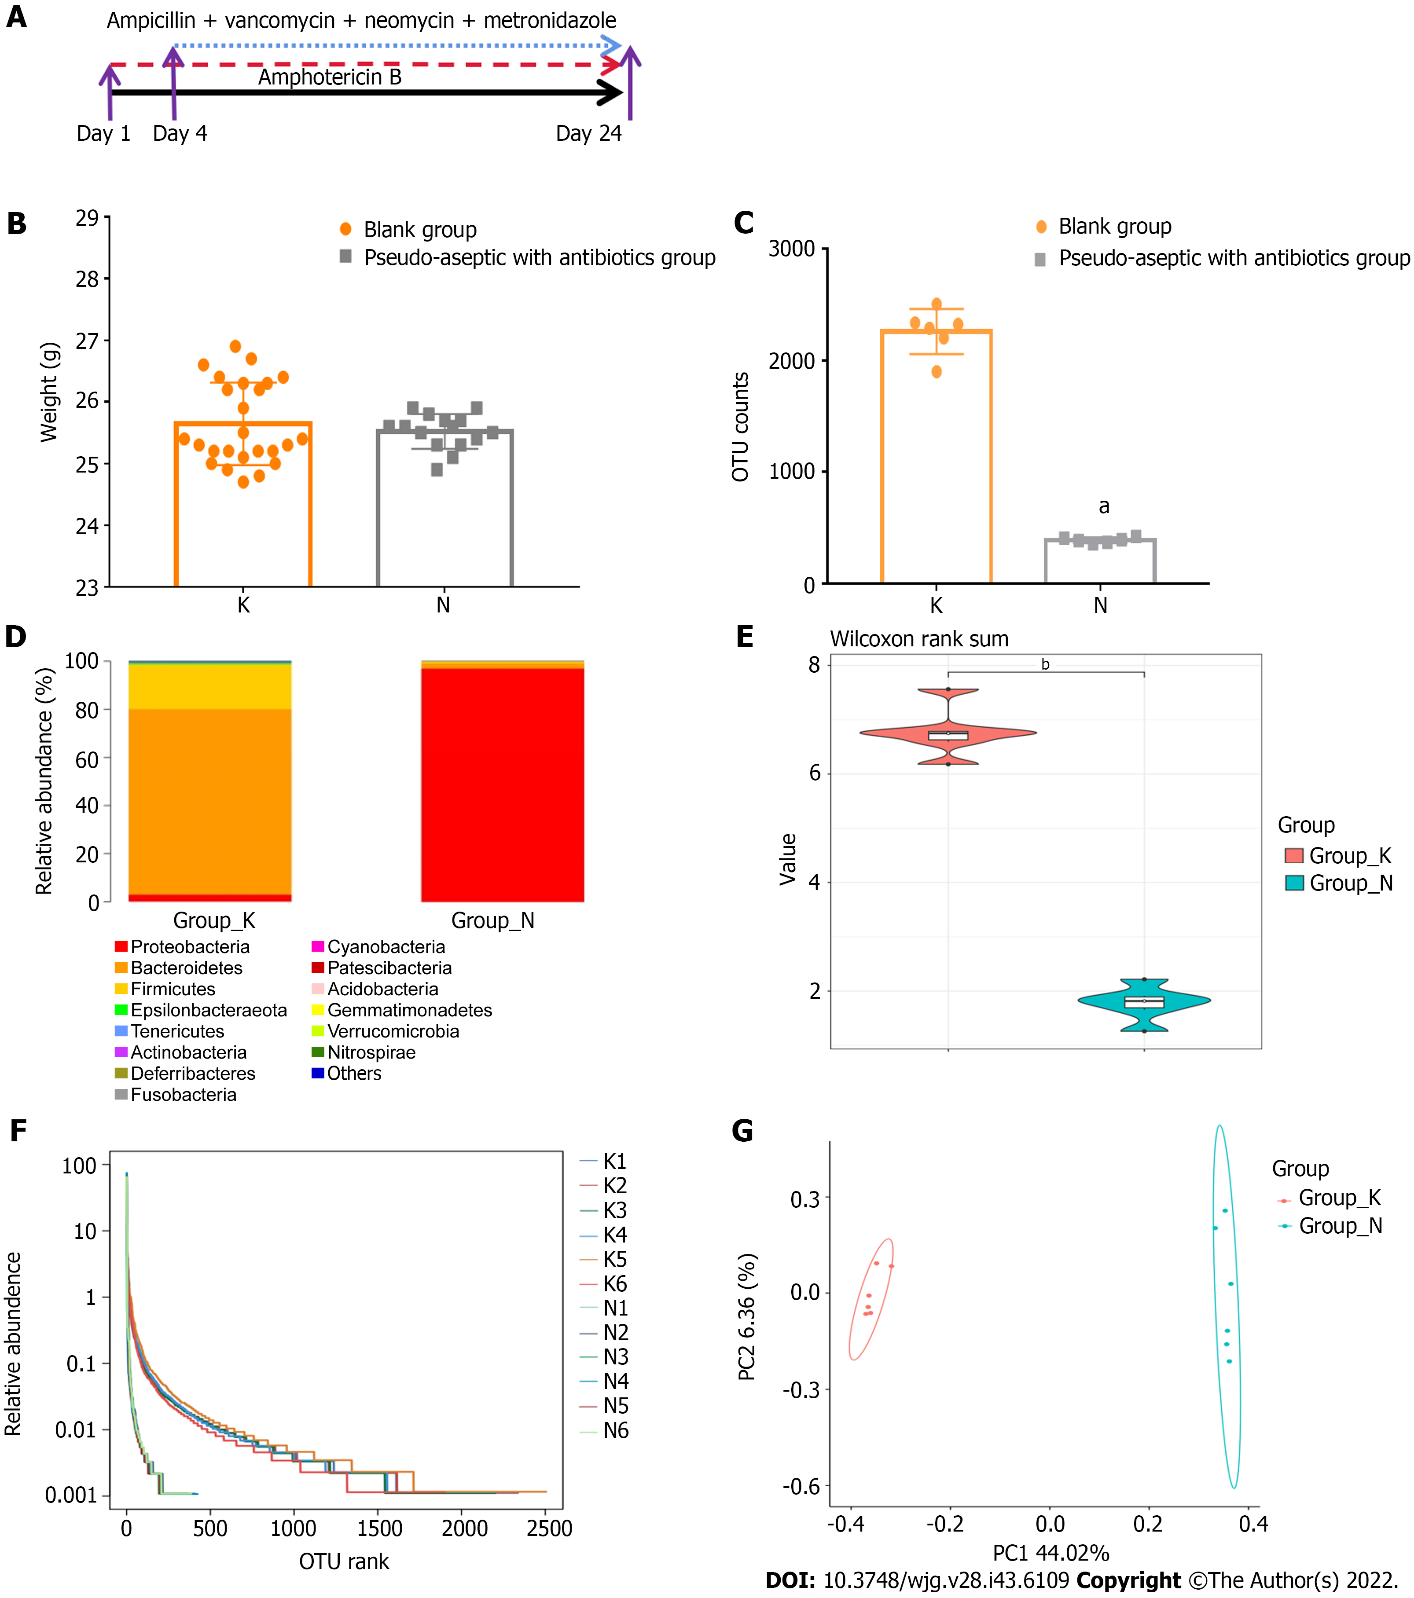 A
Ampicillin + vancomycin + neomycin + metronidazole
Amphotericin B
Day 1 Day 4 Day 24
B
Blank group
Pseudo-aseptic with antibiotics group
Weight (g)
29
28
27
26
25
24
23
K N
C
Blank group
Pseudo-aseptic with antibiotics group
OTU counts
3000
2000
1000
0
a
K N
D
Relative abundance (%)
100
80
60
40
20
0
Group_K Group_N
Proteobacteria
Bacteroidetes
Firmicutes
Epsilonbacteraeota
Tenericutes
Actinobacteria
Deferribacteres
Fusobacteria
Cyanobacteria
Patescibacteria
Acidobacteria
Gemmatimonadetes
Verrucomicrobia
Nitrospirae
Others
E
Wilcoxon rank sum
b
Value
8
6
4
2
Group
Group_K
Group_N
F
Relative abundence
100
10
1
0.1
0.01
0.001
0 500 1000 1500 2000 2500
OTU rank
K1
K2
K3
K4
K5
K6
N1
N2
N3
N4
N5
N6
G
PC2 6.36 (%)
0.3
0.0
-0.3
-0.6
-0.4 -0.2 0.0 0.2 0.4
PC1 44.02%
Group
Group_K
Group_N
DOI: 10.3748/wjg.v28.i43.6109 Copyright ©The Author(s) 2022.